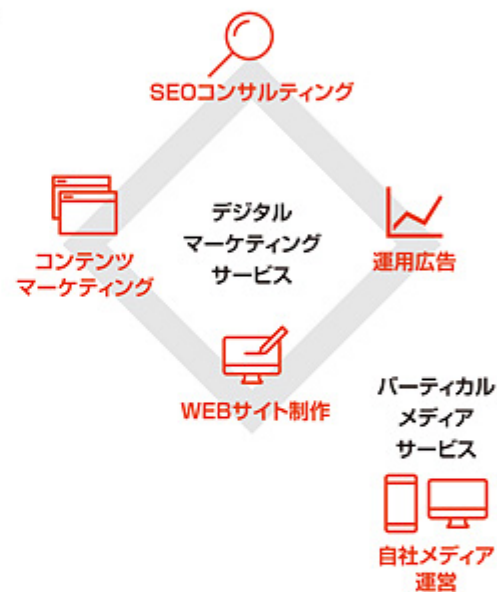 SEOコンサルティング
デジタル
マーケティング
サービス
コンテンツ
マーケティング
運用広告
WEBサイト制作
バーティカル
メディア
サービス
自社メディア
運営